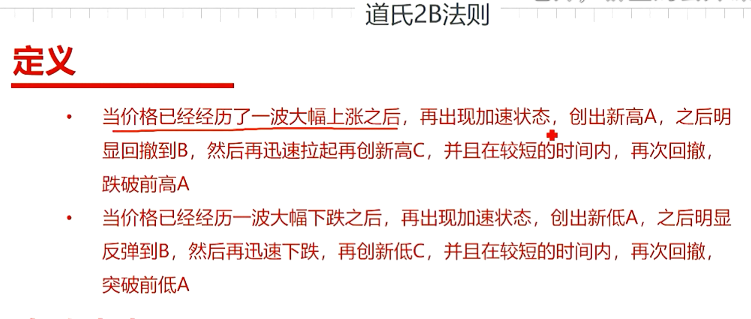 道氏2B法则
定义
• 当价格已经经历了一波大幅上涨之后，再出现加速状态，创出新高A，之后明
显回撤到B，然后再迅速拉起再创新高C，并且在较短的时间内，再次回撤，
跌破前高A
• 当价格已经经历一波大幅下跌之后，再出现加速状态，创出新低A，之后明显
反弹到B，然后再迅速下跌，再创新低C，并且在较短的时间内，再次回撤，
突破前低A